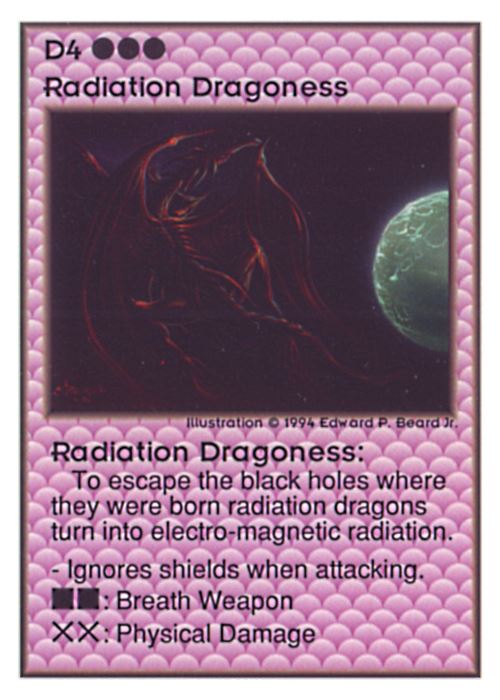 D4 ●●●
Radiation Dragoness
Illustration © 1994 Edward P. Beard Jr.
Radiation Dragoness:
To escape the black holes where
they were born radiation dragons
turn into electro-magnetic radiation.
- Ignores shields when attacking.
■■: Breath Weapon
✕✕: Physical Damage